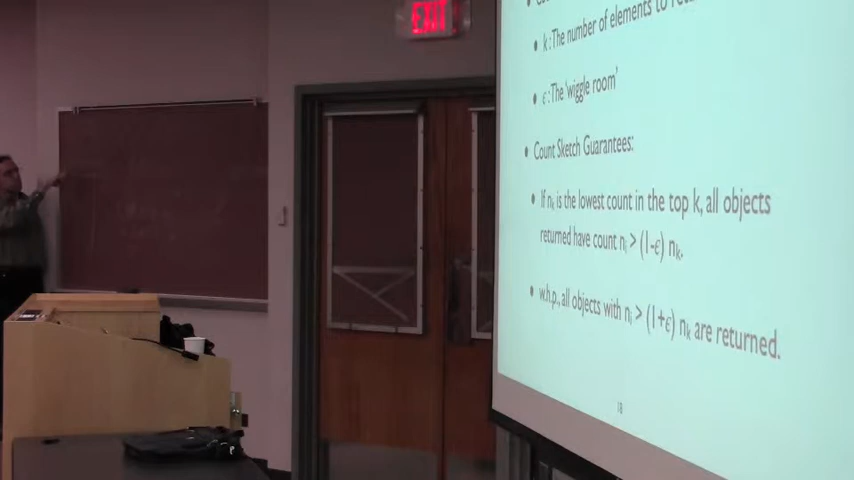 EXIT
• k : The number of elements to
• ϵ : The 'wiggle room'
• Count Sketch Guarantees:
• If nₖ is the lowest count in the top k, all objects
returned have count nᵢ > (1-ϵ) nₖ.
• w.h.p., all objects with nᵢ > (1+ϵ) nₖ are returned.
18